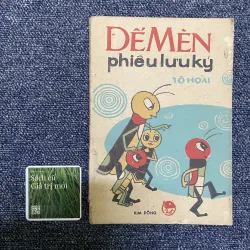 DẾ MÈN
phiêu lưu ký
TÔ HOÀI
Sách cũ
Giá trị mới
KIM ĐỒNG